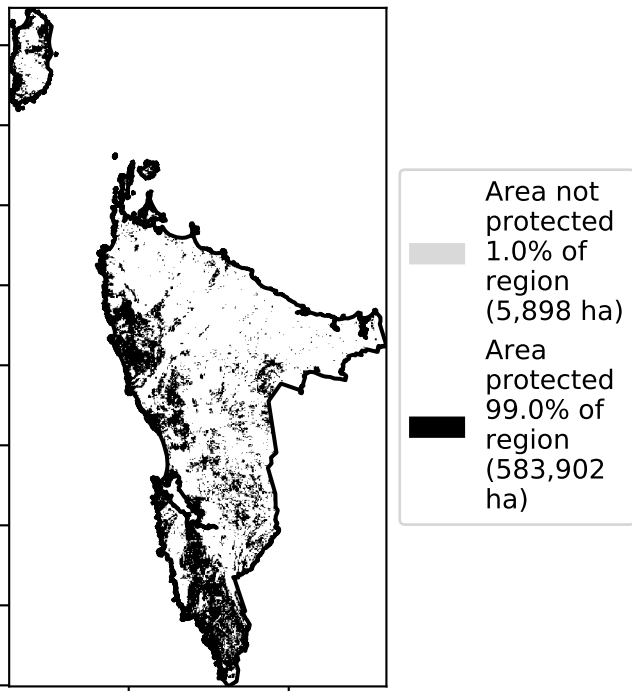 Area not
protected
1.0% of
region
(5,898 ha)
Area
protected
99.0% of
region
(583,902
ha)